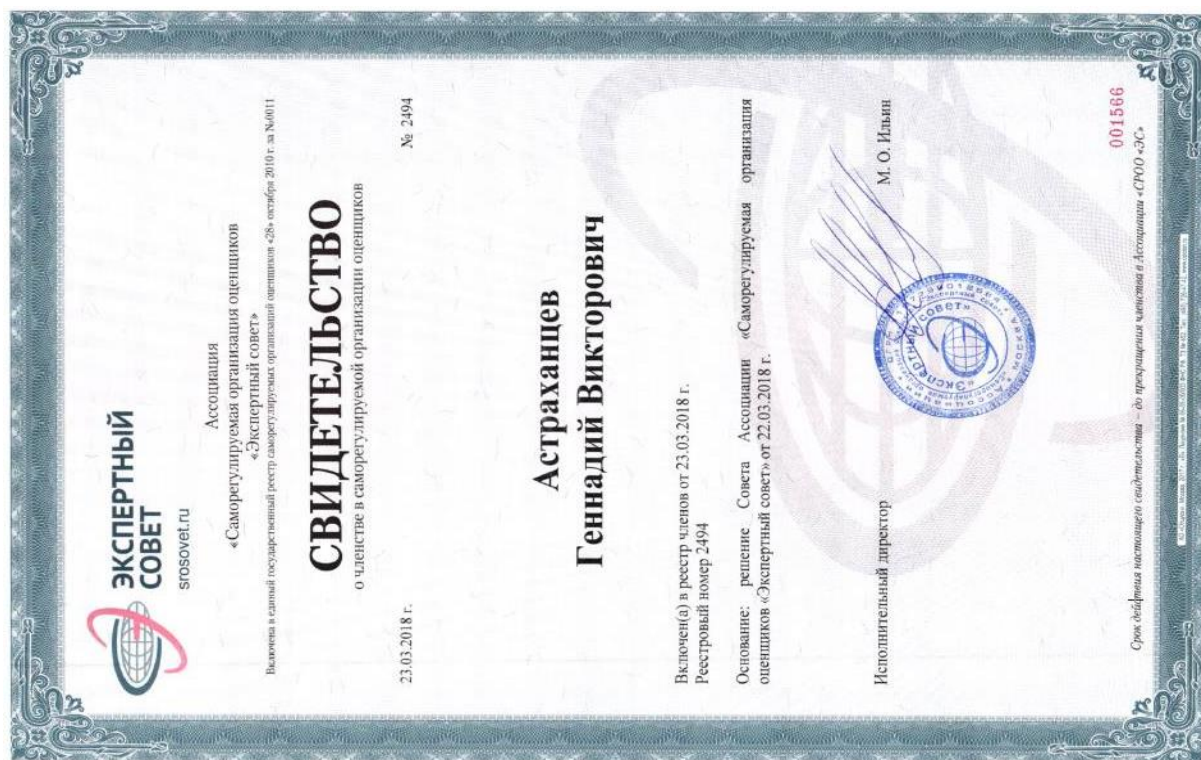 ЭКСПЕРТНЫЙ
СОВЕТ
srosovet.ru
Ассоциация
«Саморегулируемая организация оценщиков
«Экспертный совет»
Включена в единый государственный реестр саморегулируемых организаций оценщиков «28» октября 2010 г. за №0011
СВИДЕТЕЛЬСТВО
о членстве в саморегулируемой организации оценщиков
23.03.2018 г. № 2494
Астраханцев
Геннадий Викторович
Включен(а) в реестр членов от 23.03.2018 г.
Реестровый номер 2494
Основание: решение Совета Ассоциации «Саморегулируемая организация
оценщиков «Экспертный совет» от 22.03.2018 г.
Исполнительный директор М. О. Ильин
ЭКСПЕРТНЫЙ СОВЕТ
001566
Срок действия настоящего свидетельства – до прекращения членства в Ассоциации «СРОО «ЭС»